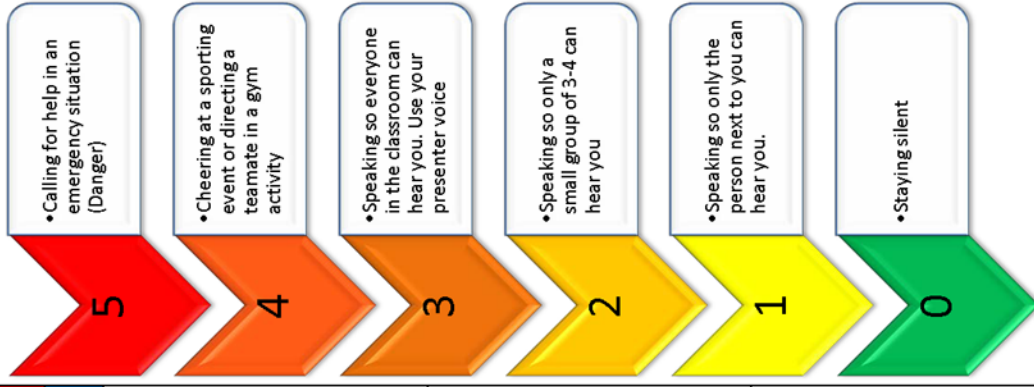 5
•Calling for help in an
emergency situation
(Danger)
4
•Cheering at a sporting
event or directing a
teamate in a gym
activity
3
•Speaking so everyone
in the classroom can
hear you. Use your
presenter voice
2
•Speaking so only a
small group of 3-4 can
hear you
1
•Speaking so only the
person next to you can
hear you.
0
•Staying silent